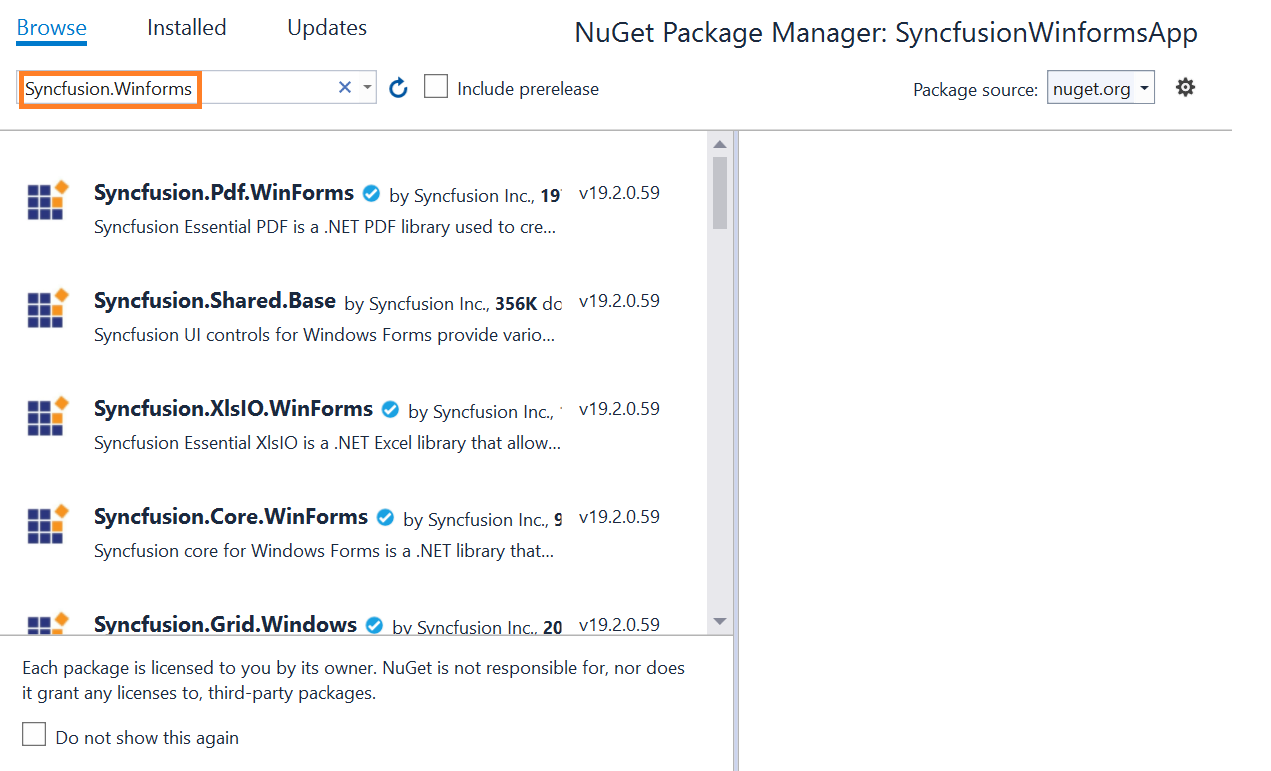 Browse Installed Updates NuGet Package Manager: SyncfusionWinformsApp
Syncfusion.Winforms Include prerelease Package source: nuget.org
Syncfusion.Pdf.WinForms by Syncfusion Inc., 19 v19.2.0.59
Syncfusion Essential PDF is a .NET PDF library used to cre...
Syncfusion.Shared.Base by Syncfusion Inc., 356K do v19.2.0.59
Syncfusion UI controls for Windows Forms provide vario...
Syncfusion.XlsIO.WinForms by Syncfusion Inc., v19.2.0.59
Syncfusion Essential XlsIO is a .NET Excel library that allow...
Syncfusion.Core.WinForms by Syncfusion Inc., 9 v19.2.0.59
Syncfusion core for Windows Forms is a .NET library that...
Syncfusion.Grid.Windows by Syncfusion Inc., 20 v19.2.0.59
Each package is licensed to you by its owner. NuGet is not responsible for, nor does
it grant any licenses to, third-party packages.
Do not show this again